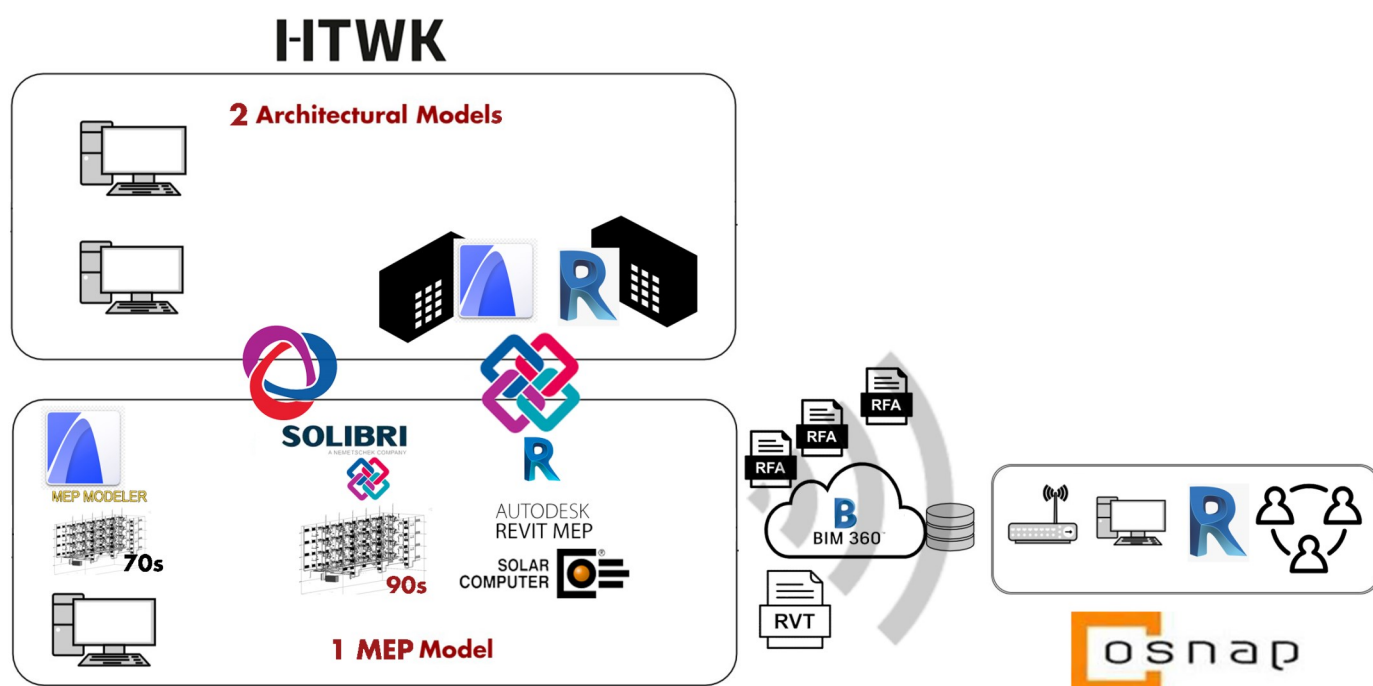 HTWK
2 Architectural Models
R
R
SOLIBRI
A NEMETSCHEK COMPANY
MEP MODELER
70s
90s
R
AUTODESK
REVIT MEP
SOLAR
COMPUTER ®
1 MEP Model
RFA
RFA
RFA
B
BIM 360™
RVT
R
osnap